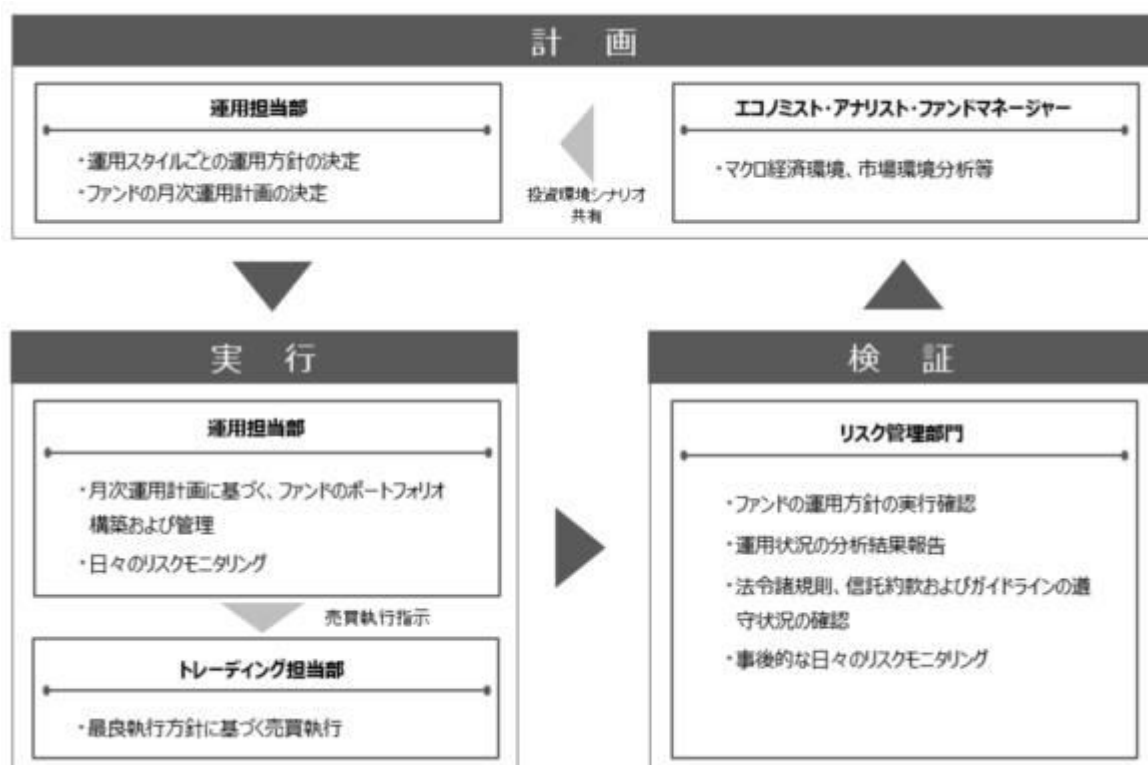 計 画
運用担当部
・運用スタイルごとの運用方針の決定
・ファンドの月次運用計画の決定
投資環境シナリオ
共有
エコノミスト・アナリスト・ファンドマネージャー
・マクロ経済環境、市場環境分析等
実 行
運用担当部
・月次運用計画に基づく、ファンドのポートフォリオ
構築および管理
・日々のリスクモニタリング
売買執行指示
トレーディング担当部
・最良執行方針に基づく売買執行
検 証
リスク管理部門
・ファンドの運用方針の実行確認
・運用状況の分析結果報告
・法令諸規則、信託約款およびガイドラインの遵
守状況の確認
・事後的な日々のリスクモニタリング